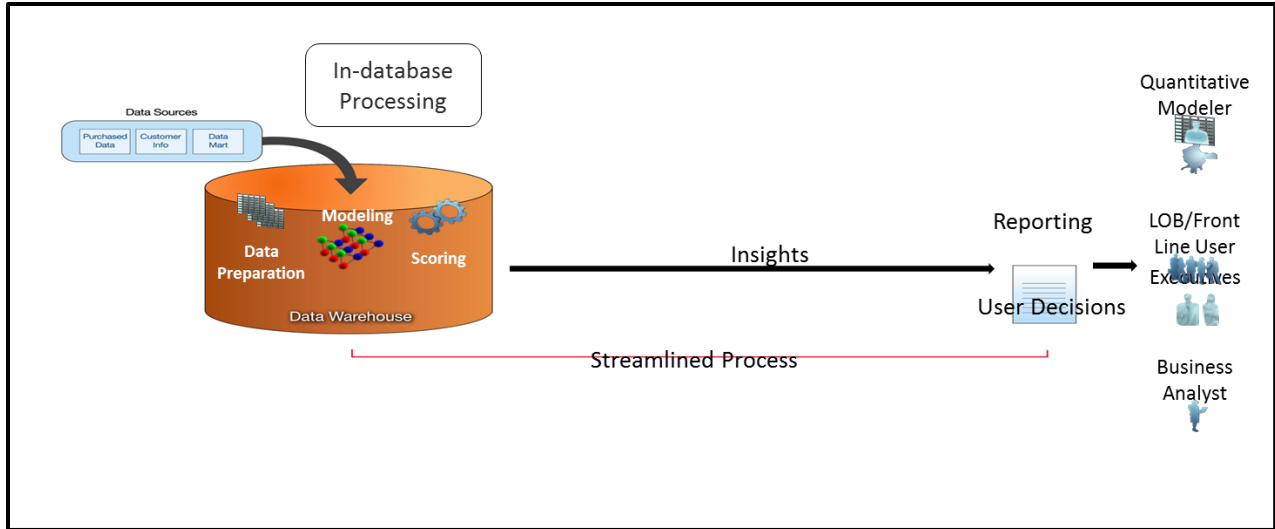 In-database
Processing
Data Sources
Purchased
Data
Customer
Info
Data
Mart
Modeling
Data
Preparation
Scoring
Data Warehouse
Insights
Reporting
User Decisions
Streamlined Process
Quantitative
Modeler
LOB/Front
Line User
Executives
Business
Analyst